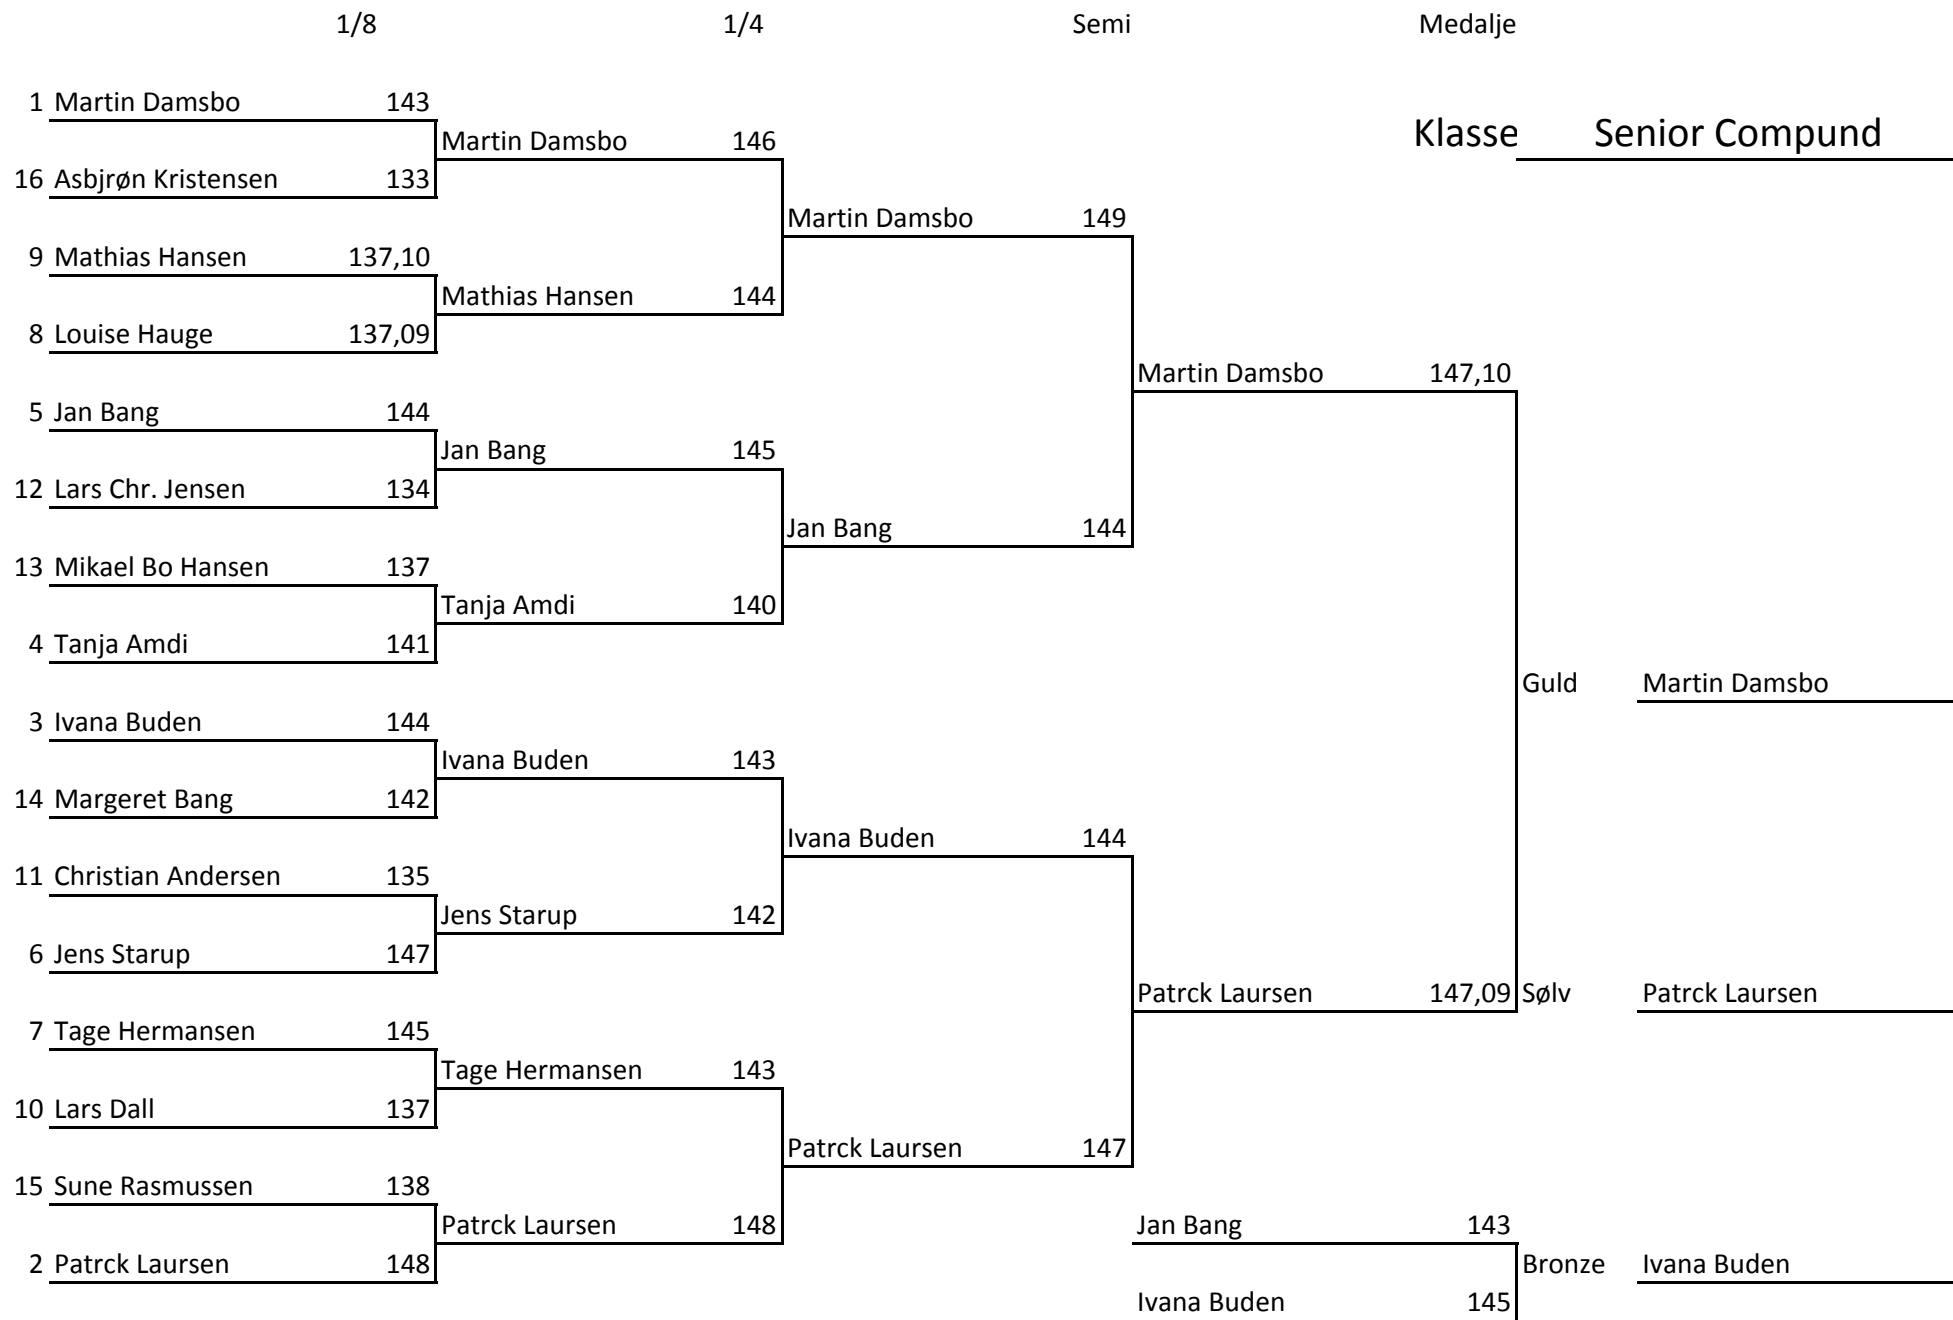 1/8 1/4 Semi Medalje
1 Martin Damsbo 143
Klasse Senior Compund
Martin Damsbo 146
16 Asbjrøn Kristensen 133
Martin Damsbo 149
9 Mathias Hansen 137,10
Mathias Hansen 144
8 Louise Hauge 137,09
Martin Damsbo 147,10
5 Jan Bang 144
Jan Bang 145
12 Lars Chr. Jensen 134
Jan Bang 144
13 Mikael Bo Hansen 137
Tanja Amdi 140
4 Tanja Amdi 141
Guld Martin Damsbo
3 Ivana Buden 144
Ivana Buden 143
14 Margeret Bang 142
Ivana Buden 144
11 Christian Andersen 135
Jens Starup 142
6 Jens Starup 147
Patrck Laursen 147,09 Sølv Patrck Laursen
7 Tage Hermansen 145
Tage Hermansen 143
10 Lars Dall 137
Patrck Laursen 147
15 Sune Rasmussen 138
Patrck Laursen 148 Jan Bang 143
2 Patrck Laursen 148 Bronze Ivana Buden
Ivana Buden 145